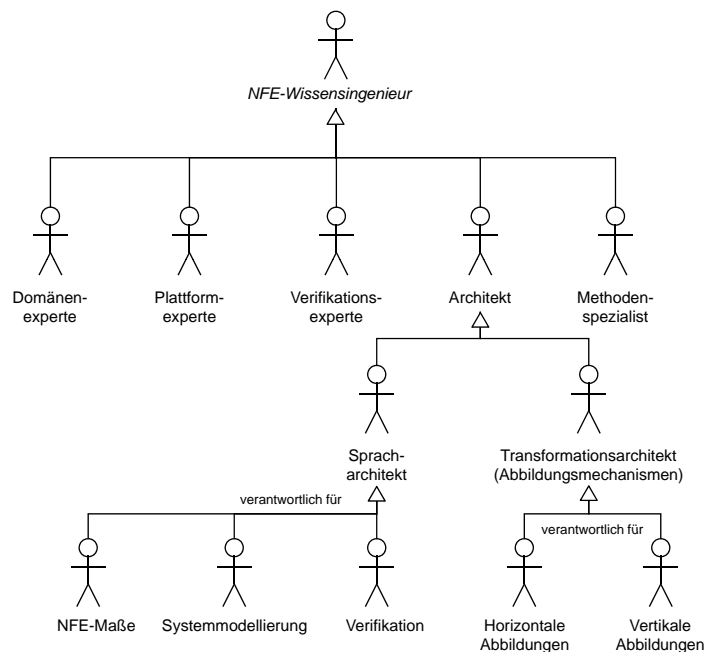 NFE-Wissensingenieur
Domänen-
experte
Plattform-
experte
Verifikations-
experte
Architekt
Methoden-
spezialist
Sprach-
architekt
Transformationsarchitekt
(Abbildungsmechanismen)
verantwortlich für
verantwortlich für
NFE-Maße
Systemmodellierung
Verifikation
Horizontale
Abbildungen
Vertikale
Abbildungen